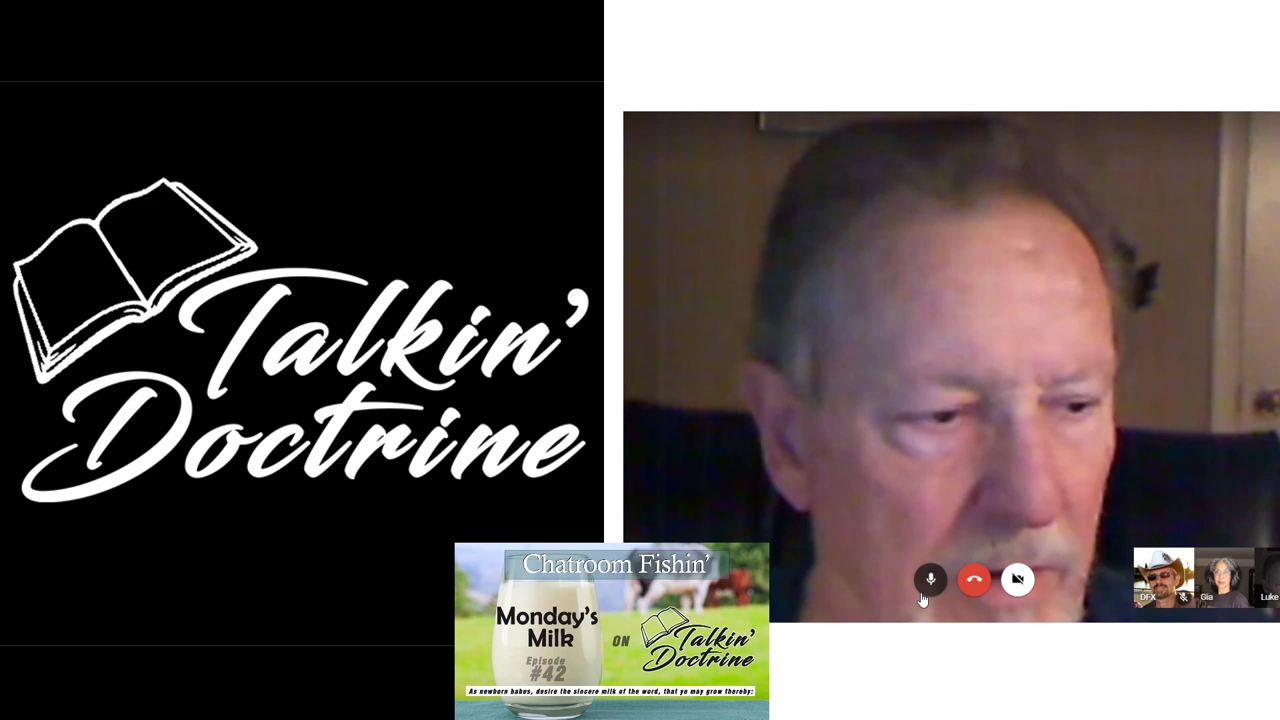 Talkin'
Doctrine
Chatroom Fishin'
Monday's
Milk
Episode
#42
ON
Talkin'
Doctrine
As newborn babes, desire the sincere milk of the word, that ye may grow thereby:
DFX
Gia
Luke